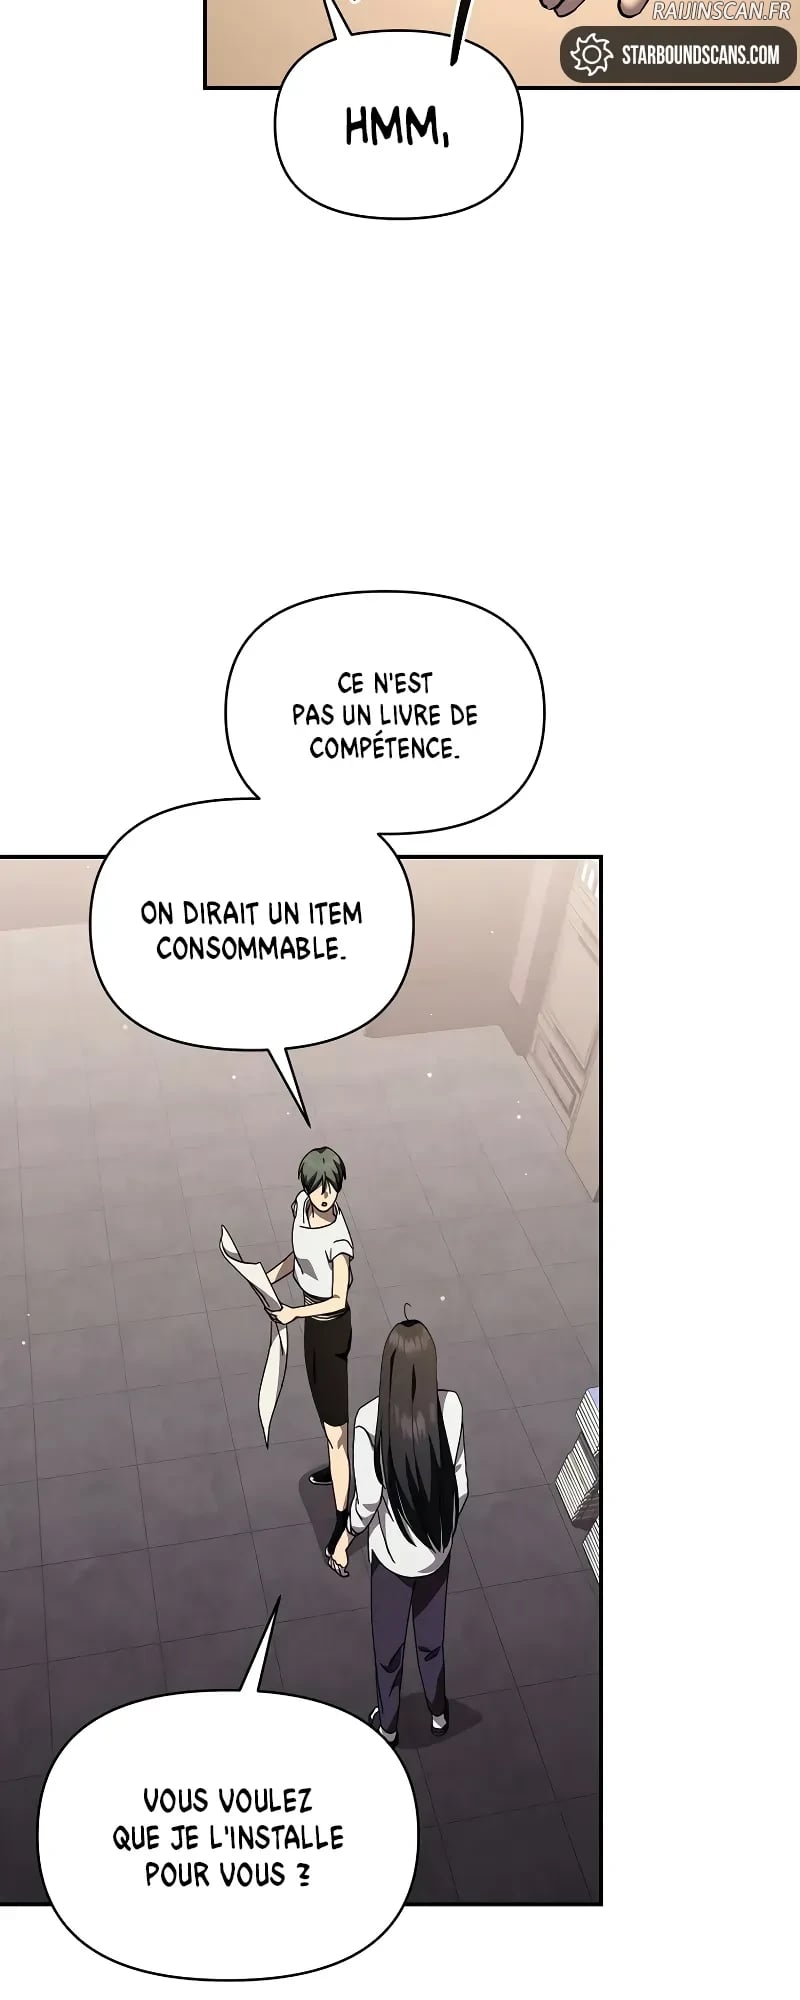 RAIJINSCAN.FR
STARBOUNDSCANS.COM
HMM,
CE N'EST
PAS UN LIVRE DE
COMPÉTENCE.
ON DIRAIT UN ITEM
CONSOMMABLE.
VOUS VOULEZ
QUE JE L'INSTALLE
POUR VOUS ?